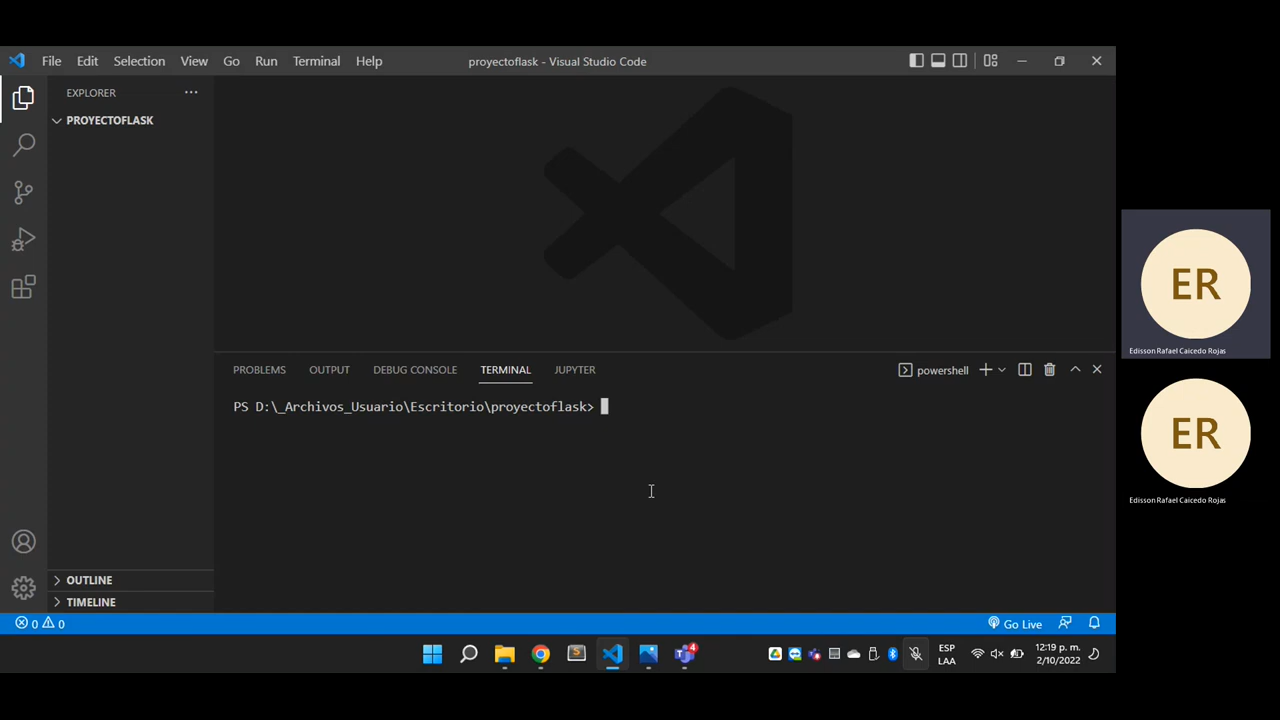 File Edit Selection View Go Run Terminal Help
proyectoflask - Visual Studio Code
EXPLORER
PROYECTOFLASK
PROBLEMS OUTPUT DEBUG CONSOLE TERMINAL JUPYTER
powershell
PS D:\_Archivos_Usuario\Escritorio\proyectoflask>
OUTLINE
TIMELINE
0 0
Go Live
S
4
ESP
LAA
12:19 p. m.
2/10/2022
ER
Edisson Rafael Caicedo Rojas
ER
Edisson Rafael Caicedo Rojas